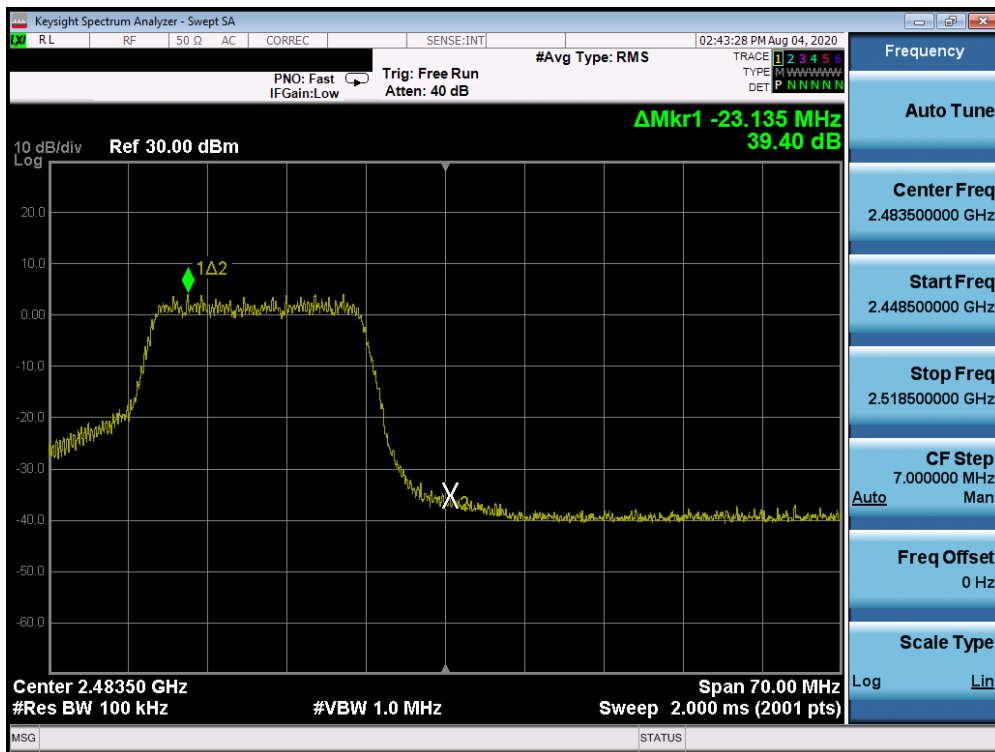 Keysight Spectrum Analyzer - Swept SA
LXI RL RF 50 Ω AC CORREC SENSE:INT 02:43:28 PM Aug 04, 2020
#Avg Type: RMS
TRACE 1 2 3 4 5 6
PNO: Fast Trig: Free Run
TYPE M W W W W W
IFGain:Low Atten: 40 dB
DET P N N N N N
ΔMkr1 -23.135 MHz
39.40 dB
10 dB/div Ref 30.00 dBm
Log
20.0
10.0
1Δ2
0.00
-10.0
-20.0
-30.0
X2
-40.0
-50.0
-60.0
Center 2.48350 GHz Span 70.00 MHz
#Res BW 100 kHz #VBW 1.0 MHz Sweep 2.000 ms (2001 pts)
MSG STATUS
Frequency
Auto Tune
Center Freq
2.483500000 GHz
Start Freq
2.448500000 GHz
Stop Freq
2.518500000 GHz
CF Step
7.000000 MHz
Auto Man
Freq Offset
0 Hz
Scale Type
Log Lin